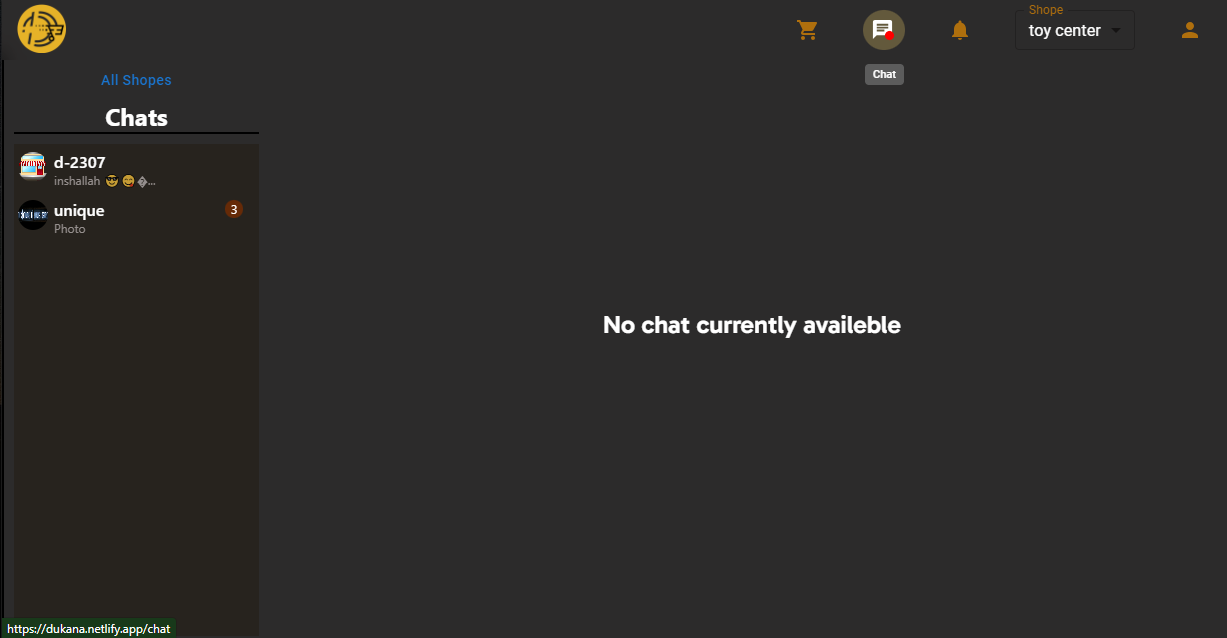 Shope
toy center
Chat
All Shopes
Chats
d-2307
inshallah 😎 😋 �...
unique
3
Photo
No chat currently availeble
https://dukana.netlify.app/chat